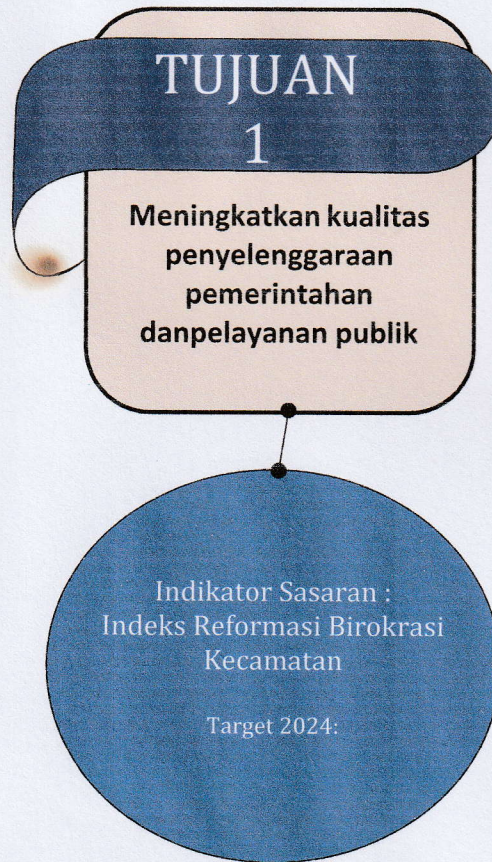 TUJUAN
1
Meningkatkan kualitas
penyelenggaraan
pemerintahan
danpelayanan publik
Indikator Sasaran :
Indeks Reformasi Birokrasi
Kecamatan
Target 2024: